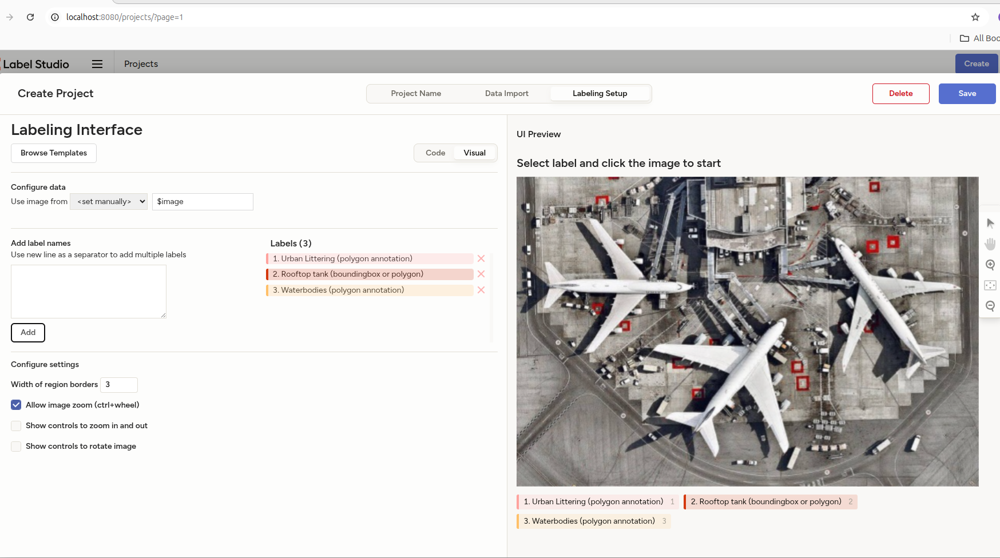 localhost:8080/projects/?page=1
All Boo
Label Studio
Projects
Create
Create Project
Project Name
Data Import
Labeling Setup
Delete
Save
Labeling Interface
Browse Templates
Code
Visual
Configure data
Use image from <set manually> $image
Add label names
Use new line as a separator to add multiple labels
Add
Labels (3)
1. Urban Littering (polygon annotation)
2. Rooftop tank (boundingbox or polygon)
3. Waterbodies (polygon annotation)
Configure settings
Width of region borders 3
Allow image zoom (ctrl+wheel)
Show controls to zoom in and out
Show controls to rotate image
UI Preview
Select label and click the image to start
1. Urban Littering (polygon annotation) 1
2. Rooftop tank (boundingbox or polygon) 2
3. Waterbodies (polygon annotation) 3